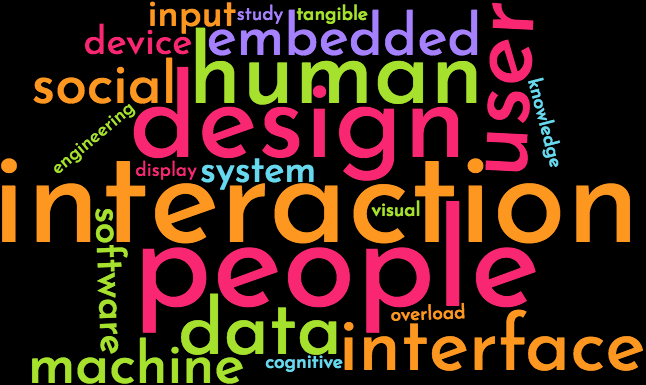 input
study
tangible
device
embedded
user
social
human
knowledge
design
engineering
display
system
interaction
visual
software
people
data
overload
interface
machine
cognitive